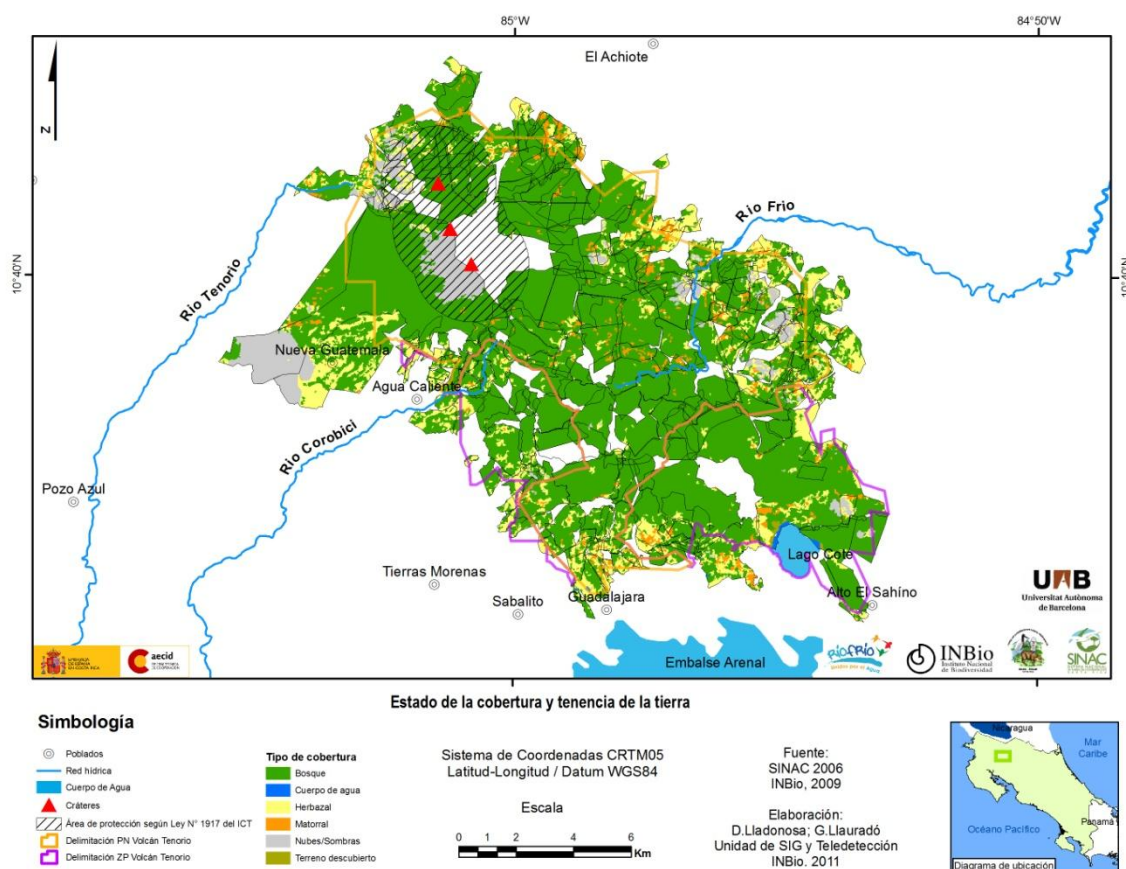 85°W
84°50'W
El Achiote
Z
Rio Frio
10°40'N
10°40'N
Rio Tenorio
Nueva Guatemala
Agua Caliente
Rio Corobici
Pozo Azul
Lago Cote
Tierras Morenas
Guadalajara
Alto El Sahíno
Sabalito
UAB
Universitat Autònoma
de Barcelona
aecid
Embalse Arenal
RíoFRío
INBio
Instituto Nacional
de Biodiversidad
SINAC
Estado de la cobertura y tenencia de la tierra
Simbología
Poblados
Red hídrica
Cuerpo de Agua
Cráteres
Área de protección según Ley N° 1917 del ICT
Delimitación PN Volcán Tenorio
Delimitación ZP Volcán Tenorio
Tipo de cobertura
Bosque
Cuerpo de agua
Herbazal
Matorral
Nubes/Sombras
Terreno descubierto
Sistema de Coordenadas CRTM05
Latitud-Longitud / Datum WGS84
Escala
0 1 2 4 6
Km
Fuente:
SINAC 2006
INBio, 2009
Elaboración:
D.Lladonosa; G.Llauradó
Unidad de SIG y Teledetección
INBio. 2011
Nicaragua
Mar
Caribe
Panamá
Océano Pacífico
Diagrama de ubicación